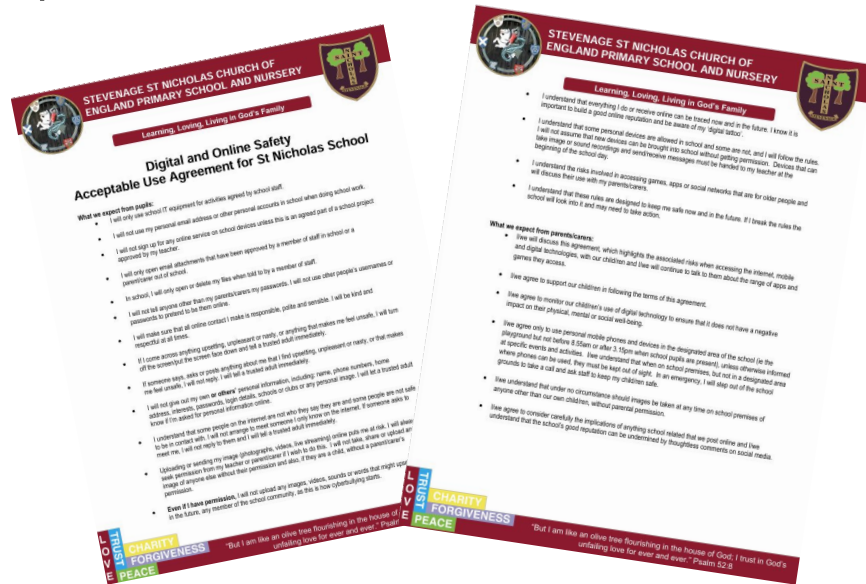 STEVENAGE ST NICHOLAS CHURCH OF
ENGLAND PRIMARY SCHOOL AND NURSERY
SAINT
NICHOLAS
Learning, Loving, Living in God's Family
Digital and Online Safety
Acceptable Use Agreement for St Nicholas School
What we expect from pupils:
• I will only use school IT equipment for activities agreed by school staff.
• I will not use my personal email address or other personal accounts in school when doing school work.
• I will not sign up for any online service on school devices unless this is an agreed part of a school project
approved by my teacher.
• I will only open email attachments that have been approved by a member of staff in school or a
parent/carer out of school.
• In school, I will only open or delete my files when told to by a member of staff.
• I will not tell anyone other than my parents/carers my passwords. I will not use other people's usernames or
passwords to pretend to be them online.
• I will make sure that all online contact I make is responsible, polite and sensible. I will be kind and
respectful at all times.
• If I come across anything upsetting, unpleasant or nasty, or anything that makes me feel unsafe, I will turn
off the screen/put the screen face down and tell a trusted adult immediately.
• If someone says, asks or posts anything about me that I find upsetting, unpleasant or nasty, or that makes
me feel unsafe, I will not reply. I will tell a trusted adult immediately.
• I will not give out my own or others' personal information, including: name, phone numbers, home
address, interests, passwords, login details, schools or clubs or any personal image. I will let a trusted adult
know if I'm asked for personal information online.
• I understand that some people on the internet are not who they say they are and some people are not safe
to be in contact with. I will not arrange to meet someone I only know on the internet. If someone asks to
meet me, I will not reply to them and I will tell a trusted adult immediately.
• Uploading or sending my image (photographs, videos, live streaming) online puts me at risk. I will always
seek permission from my teacher or parent/carer if I wish to do this. I will not take, share or upload any
image of anyone else without their permission and also, if they are a child, without a parent/carer's
permission.
• Even if I have permission, I will not upload any images, videos, sounds or words that might upset
in the future, any member of the school community, as this is how cyberbullying starts.
LOVE
TRUST
CHARITY
FORGIVENESS
PEACE
"But I am like an olive tree flourishing in the house of
unfailing love for ever and ever." Psalm
STEVENAGE ST NICHOLAS CHURCH OF
ENGLAND PRIMARY SCHOOL AND NURSERY
SAINT
NICHOLAS
Learning, Loving, Living in God's Family
• I understand that everything I do or receive online can be traced now and in the future. I know it is
important to build a good online reputation and be aware of my 'digital tattoo'.
• I understand that some personal devices are allowed in school and some are not, and I will follow the rules.
I will not assume that new devices can be brought into school without getting permission. Devices that can
take image or sound recordings and send/receive messages must be handed to my teacher at the
beginning of the school day.
• I understand the risks involved in accessing games, apps or social networks that are for older people and
will discuss their use with my parents/carers.
• I understand that these rules are designed to keep me safe now and in the future. If I break the rules the
school will look into it and may need to take action.
What we expect from parents/carers:
• I/we will discuss this agreement, which highlights the associated risks when accessing the internet, mobile
and digital technologies, with our child/ren and I/we will continue to talk to them about the range of apps and
games they access.
• I/we agree to support our child/ren in following the terms of this agreement.
• I/we agree to monitor our child/ren's use of digital technology to ensure that it does not have a negative
impact on their physical, mental or social well-being.
• I/we agree only to use personal mobile phones and devices in the designated area of the school (ie the
playground but not before 8.55am or after 3.15pm when school pupils are present), unless otherwise informed
at specific events and activities. I/we understand that when on school premises, but not in a designated area
where phones can be used, they must be kept out of sight. In an emergency, I will step out of the school
grounds to take a call and ask staff to keep my child/ren safe.
• I/we understand that under no circumstance should images be taken at any time on school premises of
anyone other than our own child/ren, without parental permission.
• I/we agree to consider carefully the implications of anything school related that we post online and I/we
understand that the school's good reputation can be undermined by thoughtless comments on social media.
LOVE
TRUST
CHARITY
FORGIVENESS
PEACE
"But I am like an olive tree flourishing in the house of God; I trust in God's
unfailing love for ever and ever." Psalm 52:8